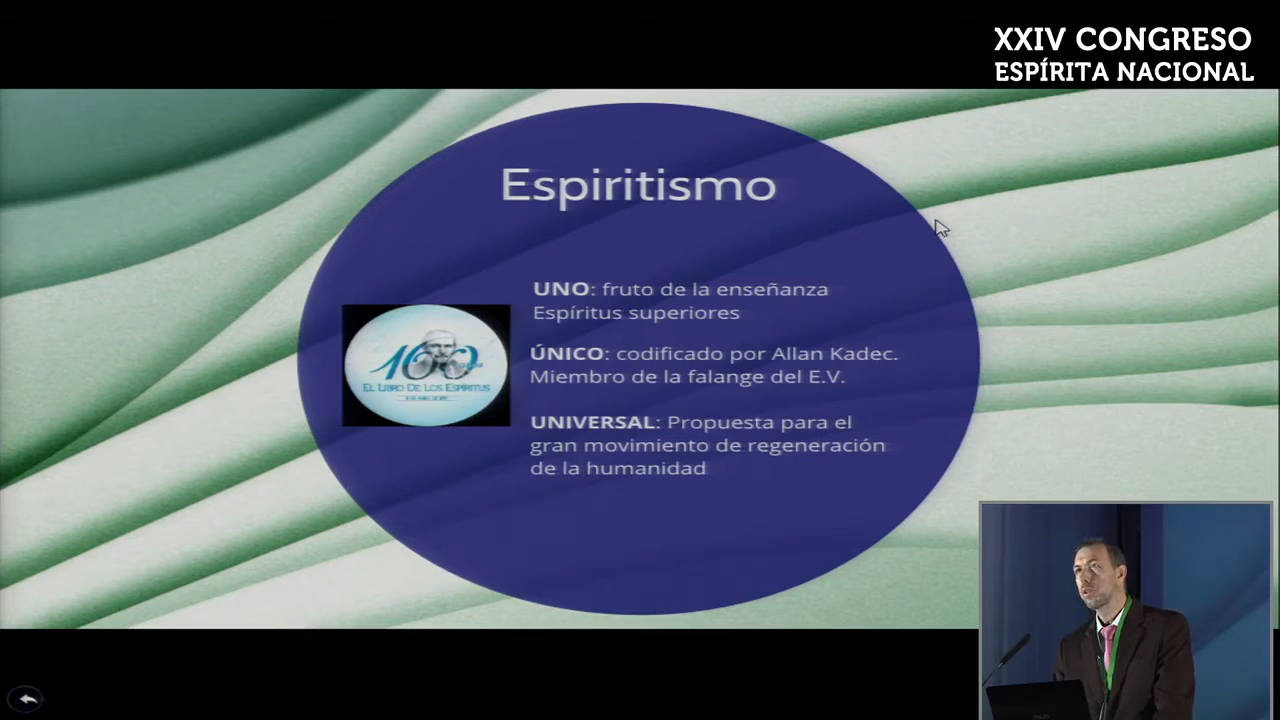 XXIV CONGRESO
ESPÍRITA NACIONAL
Espiritismo
UNO: fruto de la enseñanza
Espíritus superiores
ÚNICO: codificado por Allan Kadec.
Miembro de la falange del E.V.
UNIVERSAL: Propuesta para el
gran movimiento de regeneración
de la humanidad
160
EL LIBRO DE LOS ESPÍRITUS